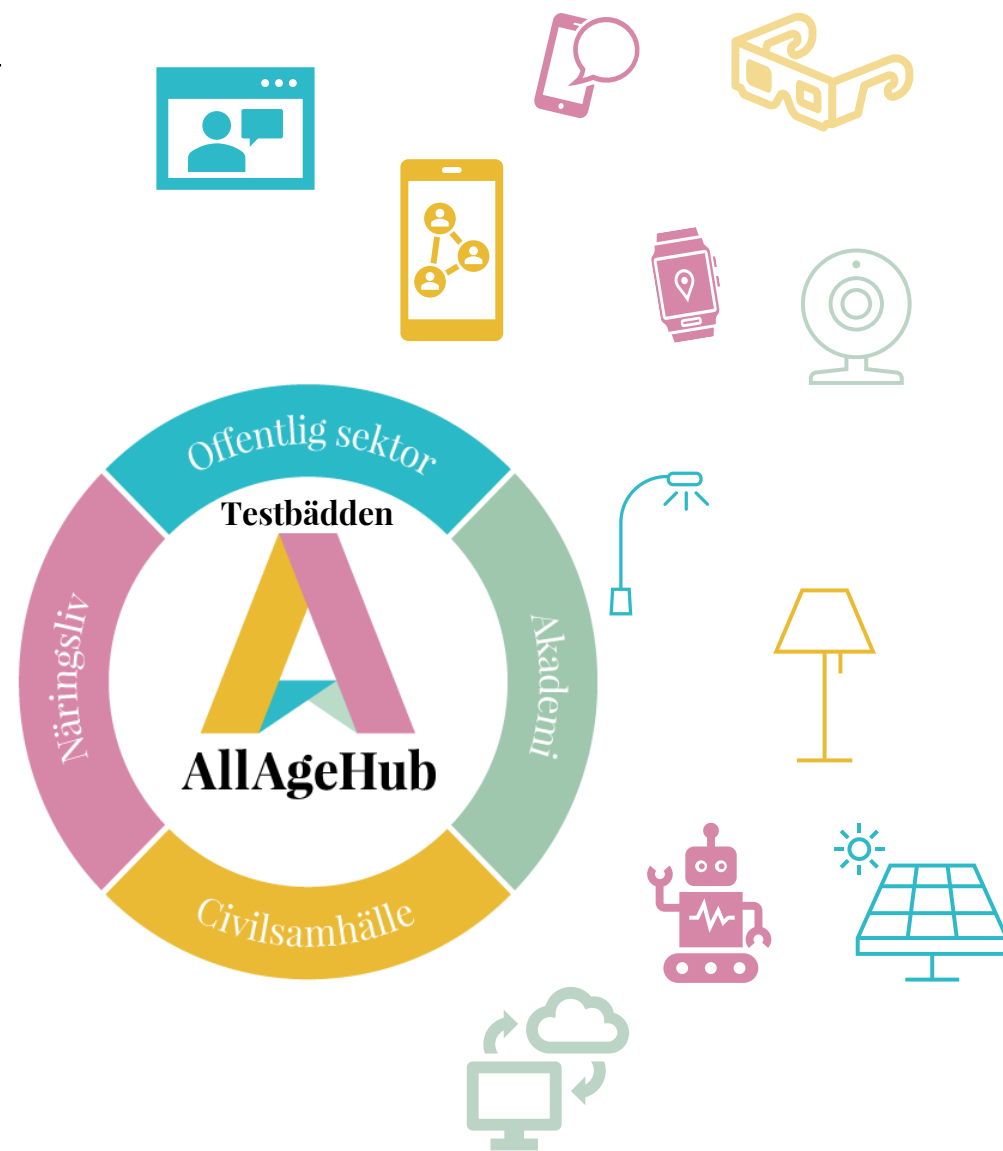 Offentlig sektor
Testbädden
Näringsliv
Akademi
AllAgeHub
Civilsamhälle